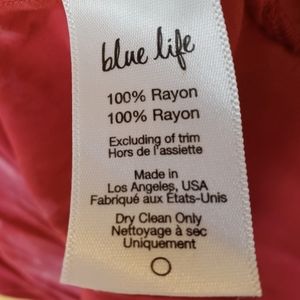 blue life
100% Rayon
100% Rayon
Excluding of trim
Hors de l'assiette
Made in
Los Angeles, USA
Fabriqué aux États-Unis
Dry Clean Only
Nettoyage à sec
Uniquement